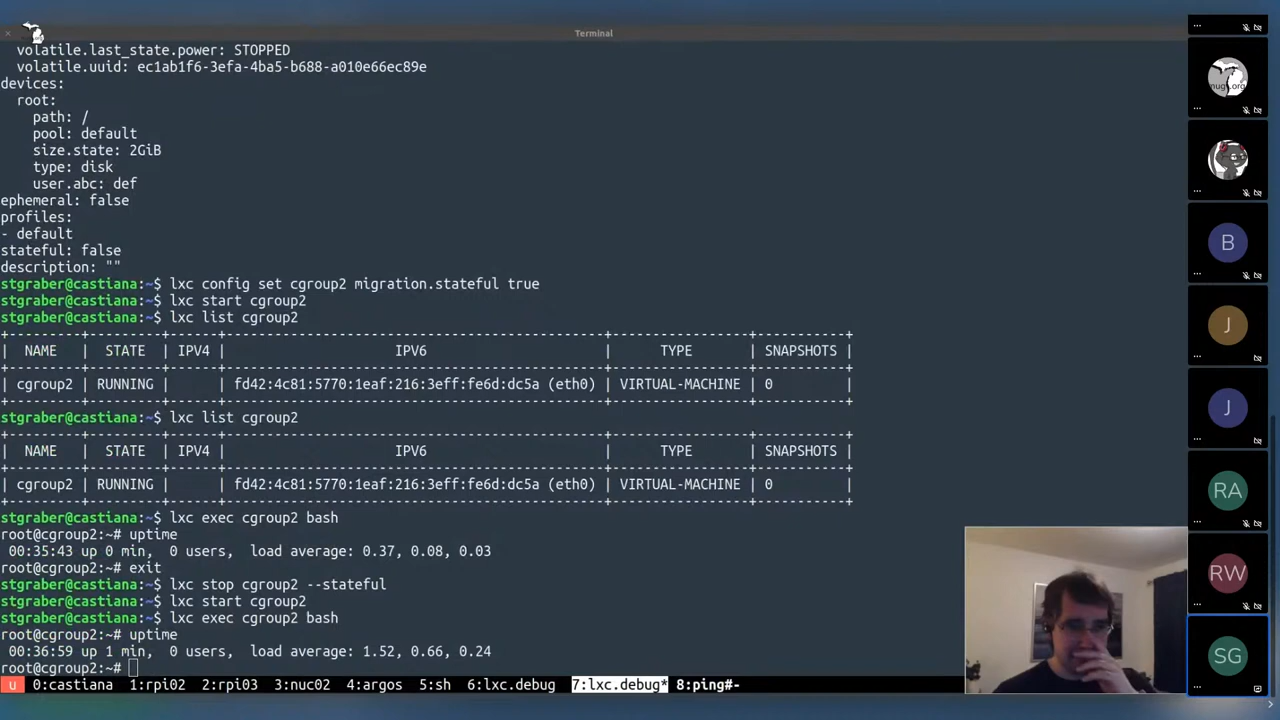 Terminal
volatile.last_state.power: STOPPED
volatile.uuid: ec1ab1f6-3efa-4ba5-b688-a010e66ec89e
devices:
root:
path: /
pool: default
size.state: 2GiB
type: disk
user.abc: def
ephemeral: false
profiles:
- default
stateful: false
description: ""
stgraber@castiana:~$ lxc config set cgroup2 migration.stateful true
stgraber@castiana:~$ lxc start cgroup2
stgraber@castiana:~$ lxc list cgroup2
| NAME | STATE | IPV4 | IPV6 | TYPE | SNAPSHOTS |
| cgroup2 | RUNNING | | fd42:4c81:5770:1eaf:216:3eff:fe6d:dc5a (eth0) | VIRTUAL-MACHINE | 0 |
stgraber@castiana:~$ lxc list cgroup2
| NAME | STATE | IPV4 | IPV6 | TYPE | SNAPSHOTS |
| cgroup2 | RUNNING | | fd42:4c81:5770:1eaf:216:3eff:fe6d:dc5a (eth0) | VIRTUAL-MACHINE | 0 |
stgraber@castiana:~$ lxc exec cgroup2 bash
root@cgroup2:~# uptime
00:35:43 up 0 min, 0 users, load average: 0.37, 0.08, 0.03
root@cgroup2:~# exit
stgraber@castiana:~$ lxc stop cgroup2 --stateful
stgraber@castiana:~$ lxc start cgroup2
stgraber@castiana:~$ lxc exec cgroup2 bash
root@cgroup2:~# uptime
00:36:59 up 1 min, 0 users, load average: 1.52, 0.66, 0.24
root@cgroup2:~#
u 0:castiana 1:rpi02 2:rpi03 3:nuc02 4:argos 5:sh 6:lxc.debug 7:lxc.debug* 8:ping#-
B
J
J
RA
RW
SG